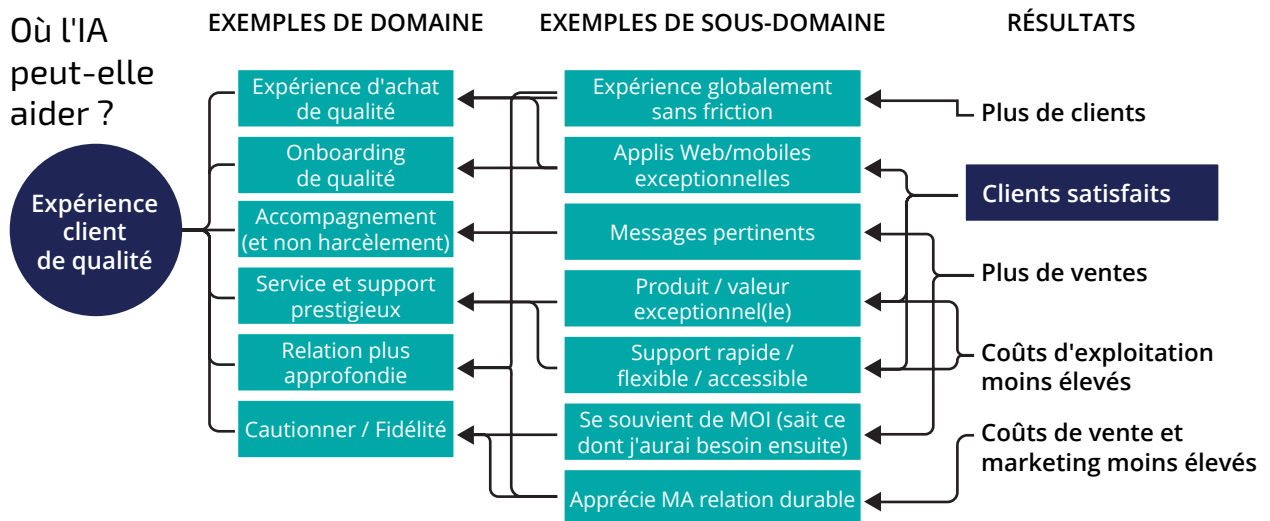 Où l'IA
peut-elle
aider ?
EXEMPLES DE DOMAINE
EXEMPLES DE SOUS-DOMAINE
RÉSULTATS
Expérience
client
de qualité
Expérience d'achat
de qualité
Onboarding
de qualité
Accompagnement
(et non harcèlement)
Service et support
prestigieux
Relation plus
approfondie
Cautionner / Fidélité
Expérience globalement
sans friction
Applis Web/mobiles
exceptionnelles
Messages pertinents
Produit / valeur
exceptionnel(le)
Support rapide /
flexible / accessible
Se souvient de MOI (sait ce
dont j'aurai besoin ensuite)
Apprécie MA relation durable
Plus de clients
Clients satisfaits
Plus de ventes
Coûts d'exploitation
moins élevés
Coûts de vente et
marketing moins élevés